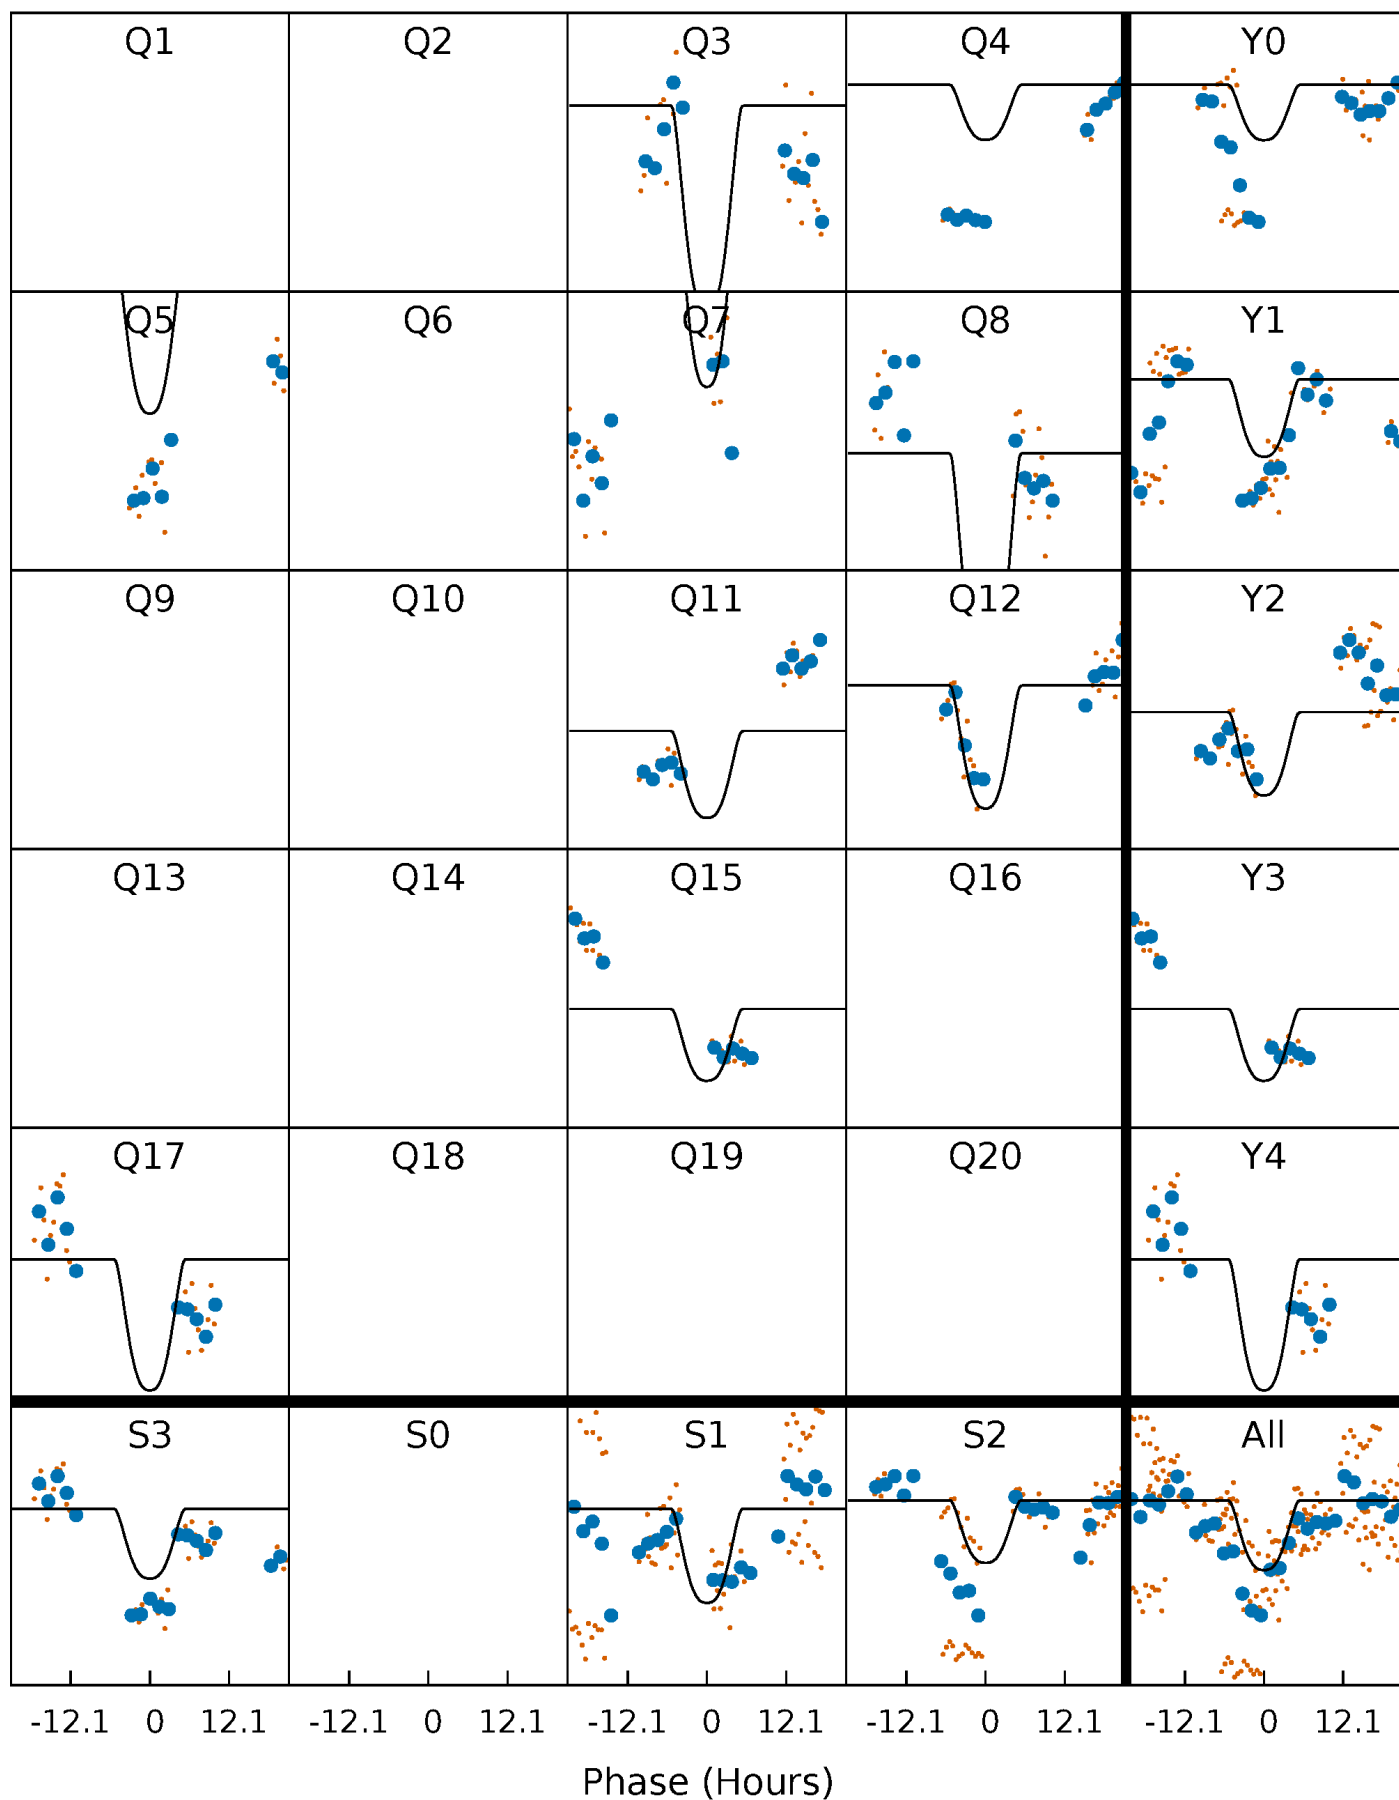 Q1 Q2 Q3 Q4 Y0
Q5 Q6 Q7 Q8 Y1
Q9 Q10 Q11 Q12 Y2
Q13 Q14 Q15 Q16 Y3
Q17 Q18 Q19 Q20 Y4
S3 S0 S1 S2 All
-12.1 0 12.1 -12.1 0 12.1 -12.1 0 12.1 -12.1 0 12.1 -12.1 0 12.1
Phase (Hours)